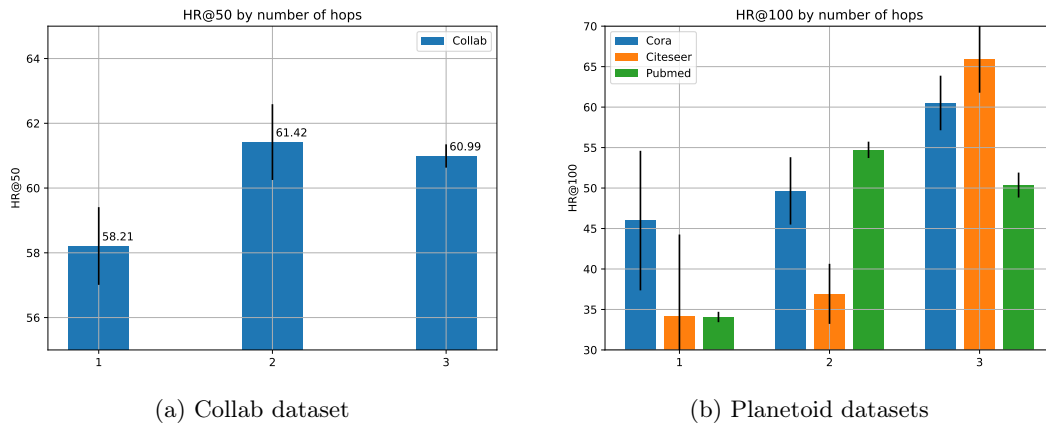 HR@50 by number of hops
Collab
64
62
60
58
56
HR@50
58.21
61.42
60.99
1
2
3
(a) Collab dataset
HR@100 by number of hops
Cora
Citeseer
Pubmed
70
65
60
55
50
45
40
35
30
HR@100
1
2
3
(b) Planetoid datasets